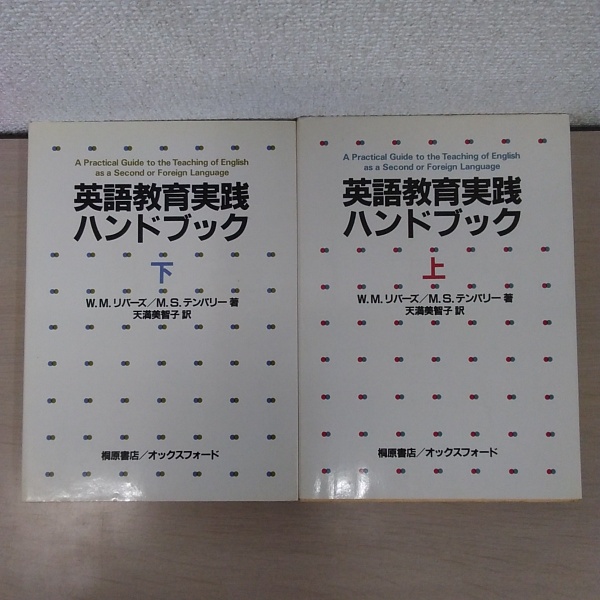 A Practical Guide to the Teaching of English
as a Second or Foreign Language
英語教育実践
ハンドブック
下
W.M.リバーズ/M.S.テンパリー 著
天満美智子 訳
桐原書店/オックスフォード
A Practical Guide to the Teaching of English
as a Second or Foreign Language
英語教育実践
ハンドブック
上
W.M.リバーズ/M.S.テンパリー 著
天満美智子 訳
桐原書店/オックスフォード